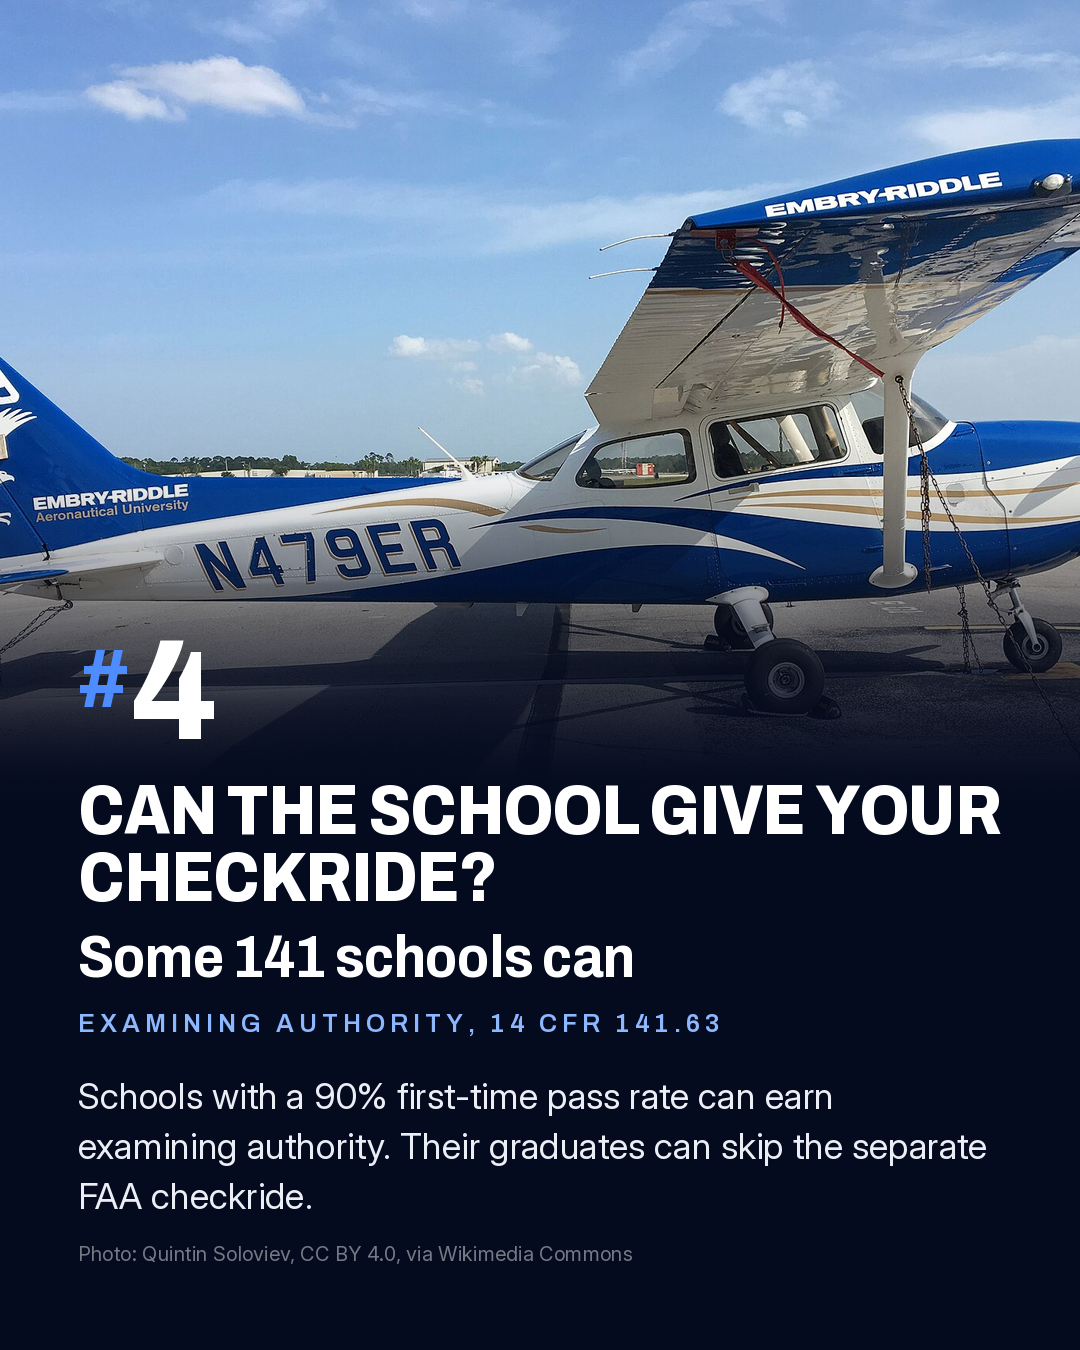 EMBRY-RIDDLE
EMBRY-RIDDLE
Aeronautical University
N479ER
#4
CAN THE SCHOOL GIVE YOUR
CHECKRIDE?
Some 141 schools can
EXAMINING AUTHORITY, 14 CFR 141.63
Schools with a 90% first-time pass rate can earn
examining authority. Their graduates can skip the separate
FAA checkride.
Photo: Quintin Soloviev, CC BY 4.0, via Wikimedia Commons